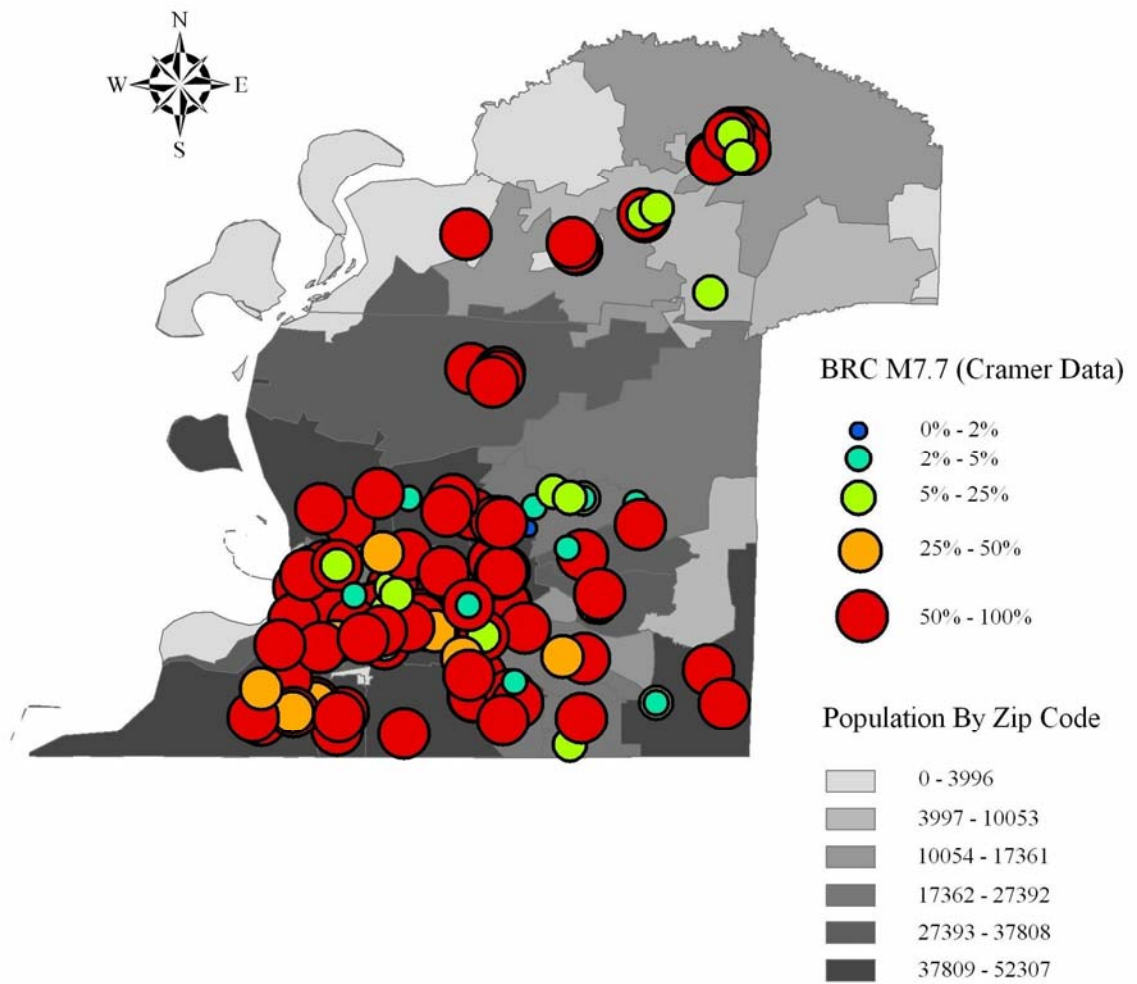 N
W E
S
BRC M7.7 (Cramer Data)
0% - 2%
2% - 5%
5% - 25%
25% - 50%
50% - 100%
Population By Zip Code
0 - 3996
3997 - 10053
10054 - 17361
17362 - 27392
27393 - 37808
37809 - 52307